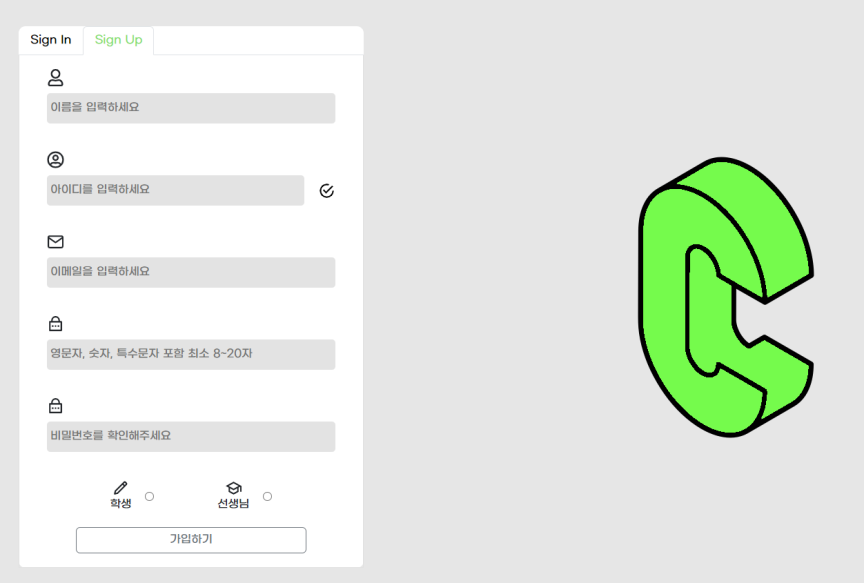 Sign In
Sign Up
이름을 입력하세요
아이디를 입력하세요
이메일을 입력하세요
영문자, 숫자, 특수문자 포함 최소 8~20자
비밀번호를 확인해주세요
학생
선생님
가입하기
C